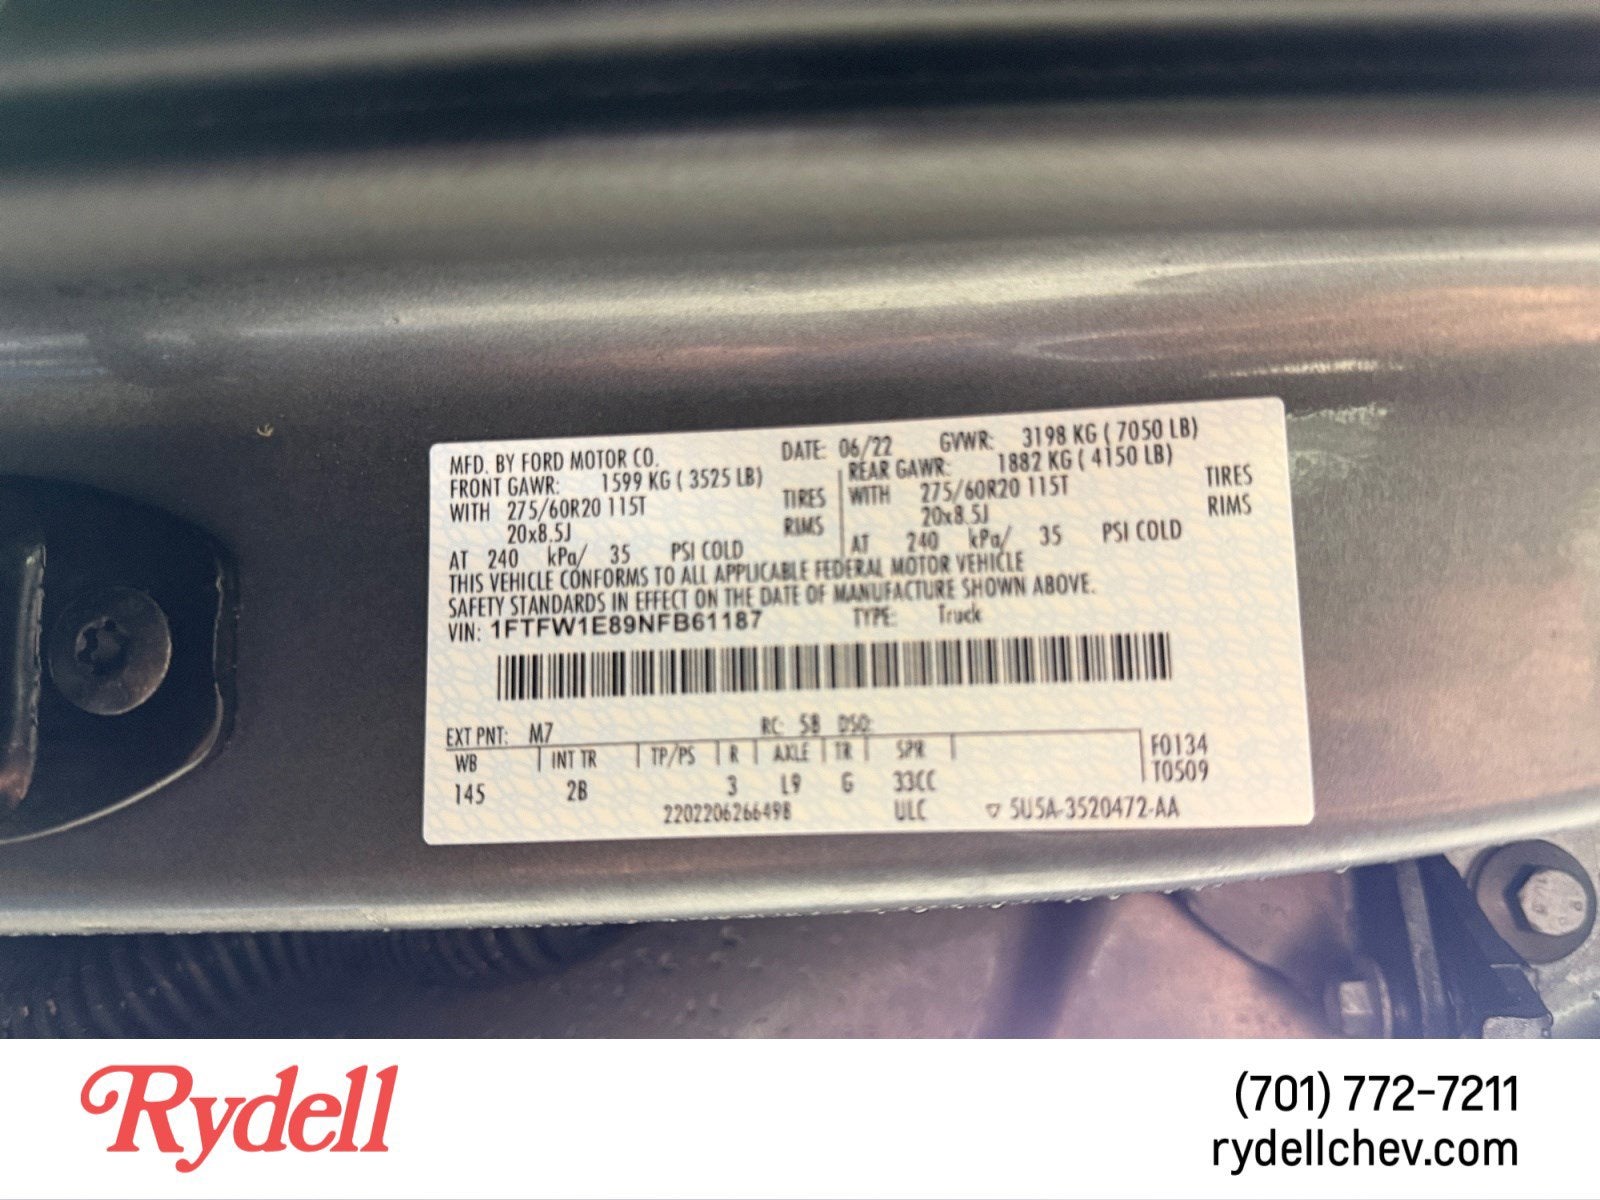 MFD. BY FORD MOTOR CO. DATE: 06/22 GVWR: 3198 KG ( 7050 LB)
FRONT GAWR: 1599 KG ( 3525 LB) REAR GAWR: 1882 KG ( 4150 LB)
WITH 275/60R20 115T TIRES WITH 275/60R20 115T TIRES
20x8.5J RIMS 20x8.5J RIMS
AT 240 kPa/ 35 PSI COLD AT 240 kPa/ 35 PSI COLD
THIS VEHICLE CONFORMS TO ALL APPLICABLE FEDERAL MOTOR VEHICLE
SAFETY STANDARDS IN EFFECT ON THE DATE OF MANUFACTURE SHOWN ABOVE.
VIN: 1FTFW1E89NFB61187 TYPE: Truck
EXT PNT: M7 RC: 58 DSO:
WB INT TR TP/PS R AXLE TR SPR F0134
145 2B 3 L9 G 33CC T0509
2202206266498 ULC ▽ 5U5A-3520472-AA
Rydell
(701) 772-7211
rydellchev.com